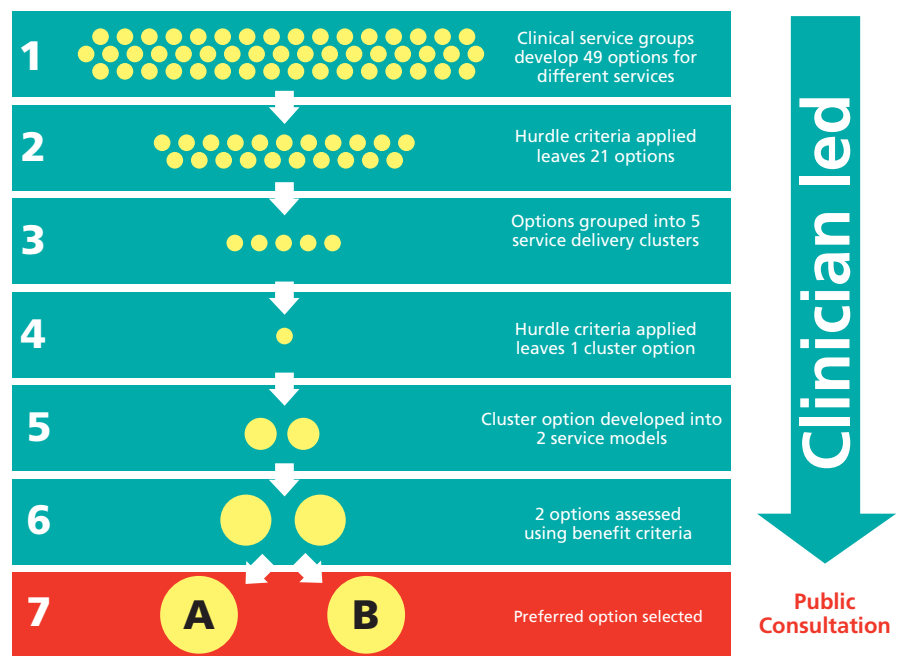 1
Clinical service groups
develop 49 options for
different services
2
Hurdle criteria applied
leaves 21 options
3
Options grouped into 5
service delivery clusters
4
Hurdle criteria applied
leaves 1 cluster option
5
Cluster option developed into
2 service models
6
2 options assessed
using benefit criteria
7
A
B
Preferred option selected
Clinician led
Public
Consultation